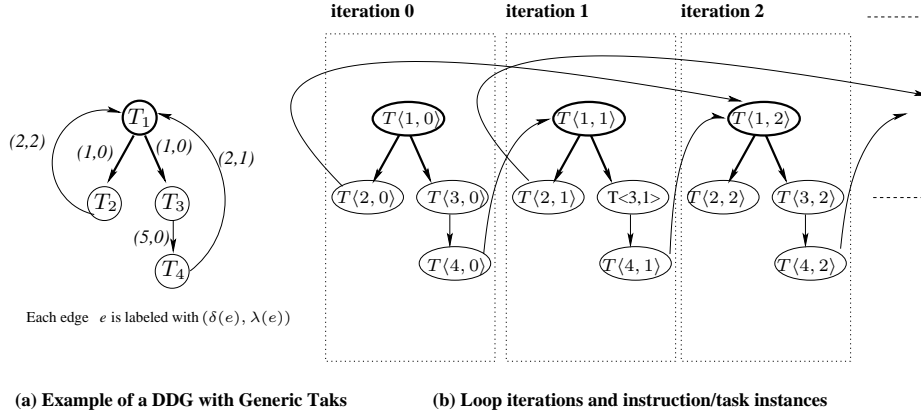 iteration 0 iteration 1 iteration 2
T1
T⟨1, 0⟩ T⟨1, 1⟩ T⟨1, 2⟩
(2,2) (1,0) (1,0) (2,1)
T2 T3
T⟨2, 0⟩ T⟨3, 0⟩ T⟨2, 1⟩ T<3,1> T⟨2, 2⟩ T⟨3, 2⟩
(5,0)
T4
T⟨4, 0⟩ T⟨4, 1⟩ T⟨4, 2⟩
Each edge e is labeled with (δ(e), λ(e))
(a) Example of a DDG with Generic Taks
(b) Loop iterations and instruction/task instances